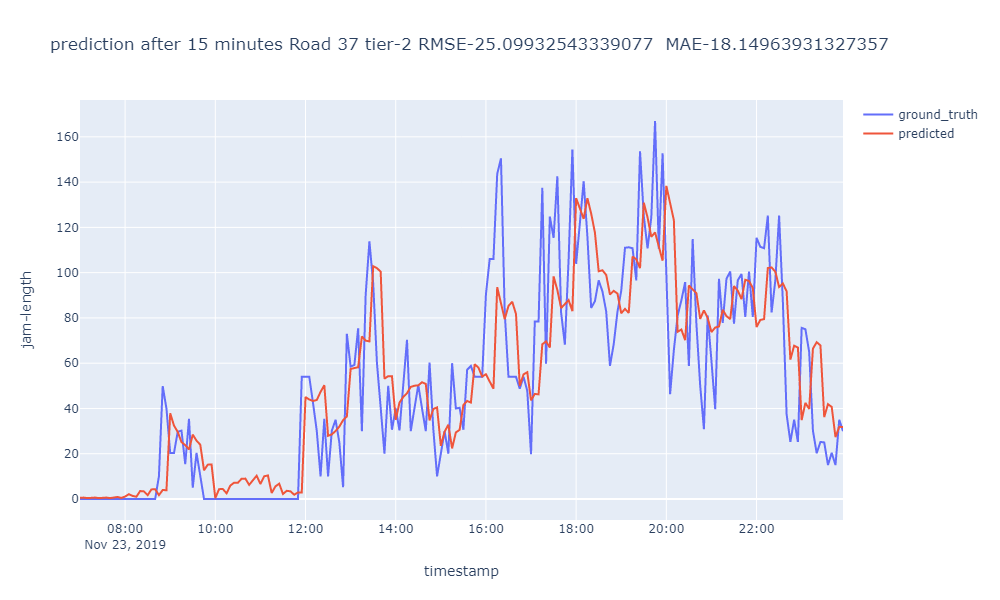 prediction after 15 minutes Road 37 tier-2 RMSE-25.09932543339077  MAE-18.14963931327357
ground_truth
predicted
160
140
120
100
80
60
40
20
0
jam-length
08:00 10:00 12:00 14:00 16:00 18:00 20:00 22:00
Nov 23, 2019
timestamp